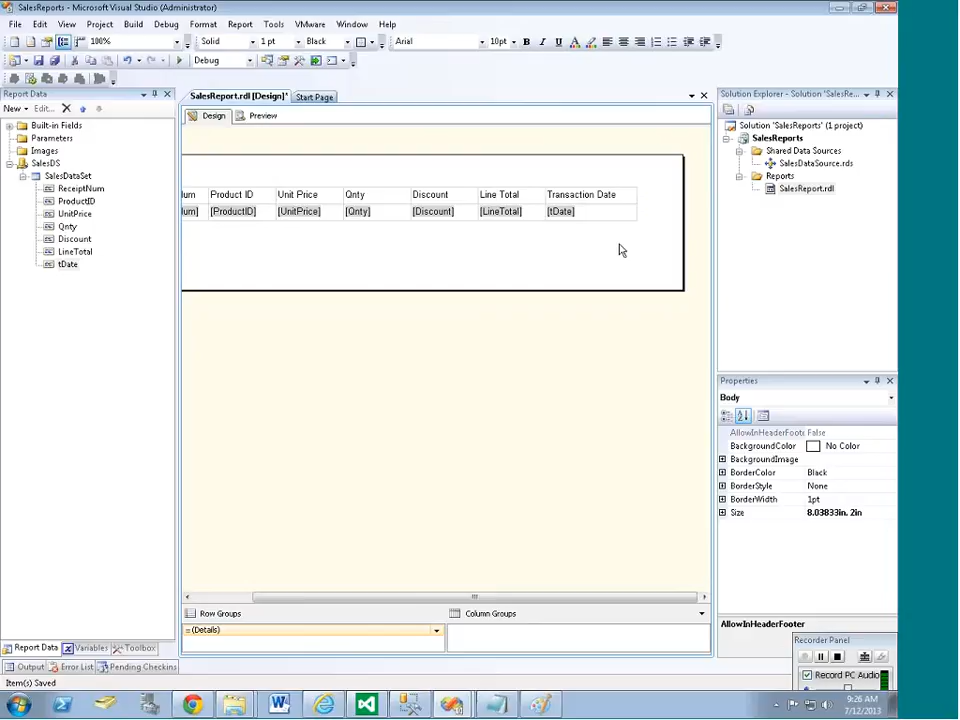 SalesReports - Microsoft Visual Studio (Administrator)
File Edit View Project Build Debug Format Report Tools VMware Window Help
100% Solid 1 pt Black Arial 10pt B I U A
Debug
Report Data
New Edit...
Built-in Fields
Parameters
Images
SalesDS
SalesDataSet
ReceiptNum
ProductID
UnitPrice
Qnty
Discount
LineTotal
tDate
SalesReport.rdl [Design]* Start Page
Design Preview
um Product ID Unit Price Qnty Discount Line Total Transaction Date
um] [ProductID] [UnitPrice] [Qnty] [Discount] [LineTotal] [tDate]
Row Groups Column Groups
(Details)
Solution Explorer - Solution 'SalesRe...
Solution 'SalesReports' (1 project)
SalesReports
Shared Data Sources
SalesDataSource.rds
Reports
SalesReport.rdl
Properties
Body
AllowInHeaderFoote False
BackgroundColor No Color
BackgroundImage
BorderColor Black
BorderStyle None
BorderWidth 1pt
Size 8.03833in, 2in
AllowInHeaderFooter
Recorder Panel
Record PC Audio
Report Data Variables Toolbox
Output Error List Pending Checkins
Item(s) Saved
9:26 AM
7/12/2013